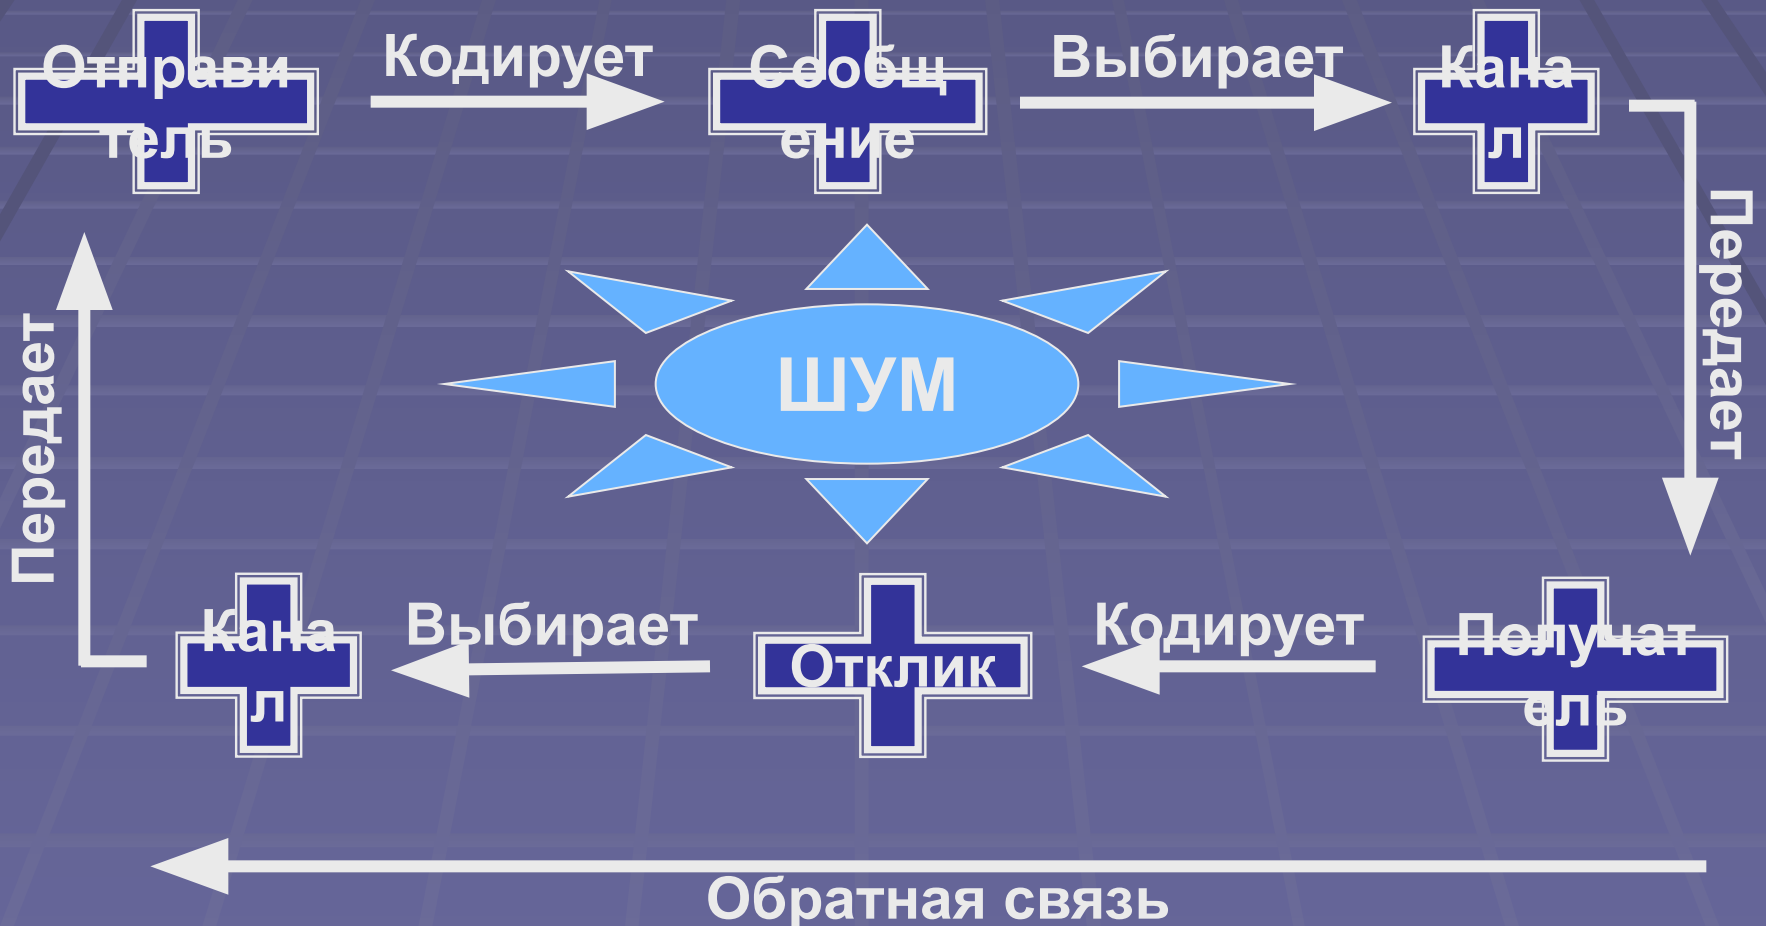 Отправи
тель
Кодирует
Сообщ
ение
Выбирает
Кана
л
Передает
ШУМ
Передает
Кана
л
Выбирает
Отклик
Кодирует
Получат
ель
Обратная связь